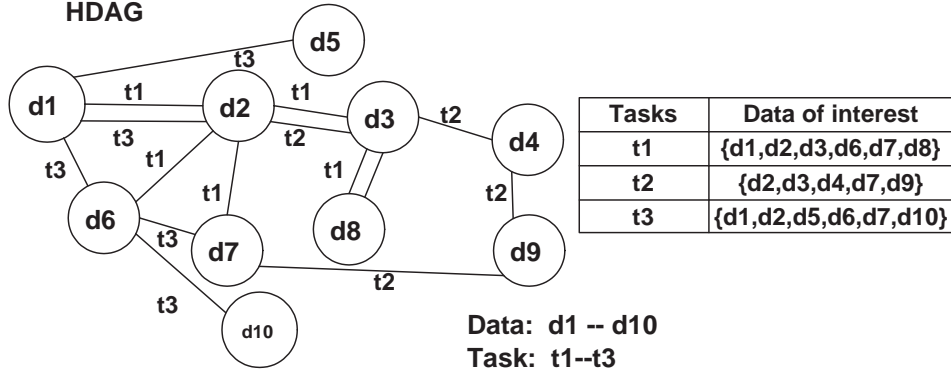 HDAG
d5
t3
d1
t1
d2
t1
d3
t2
d4
t3
t2
t3
t1
t1
t1
t2
d6
t3
d7
d8
d9
t2
t3
d10
Tasks Data of interest
t1 {d1,d2,d3,d6,d7,d8}
t2 {d2,d3,d4,d7,d9}
t3 {d1,d2,d5,d6,d7,d10}
Data: d1 -- d10
Task: t1--t3